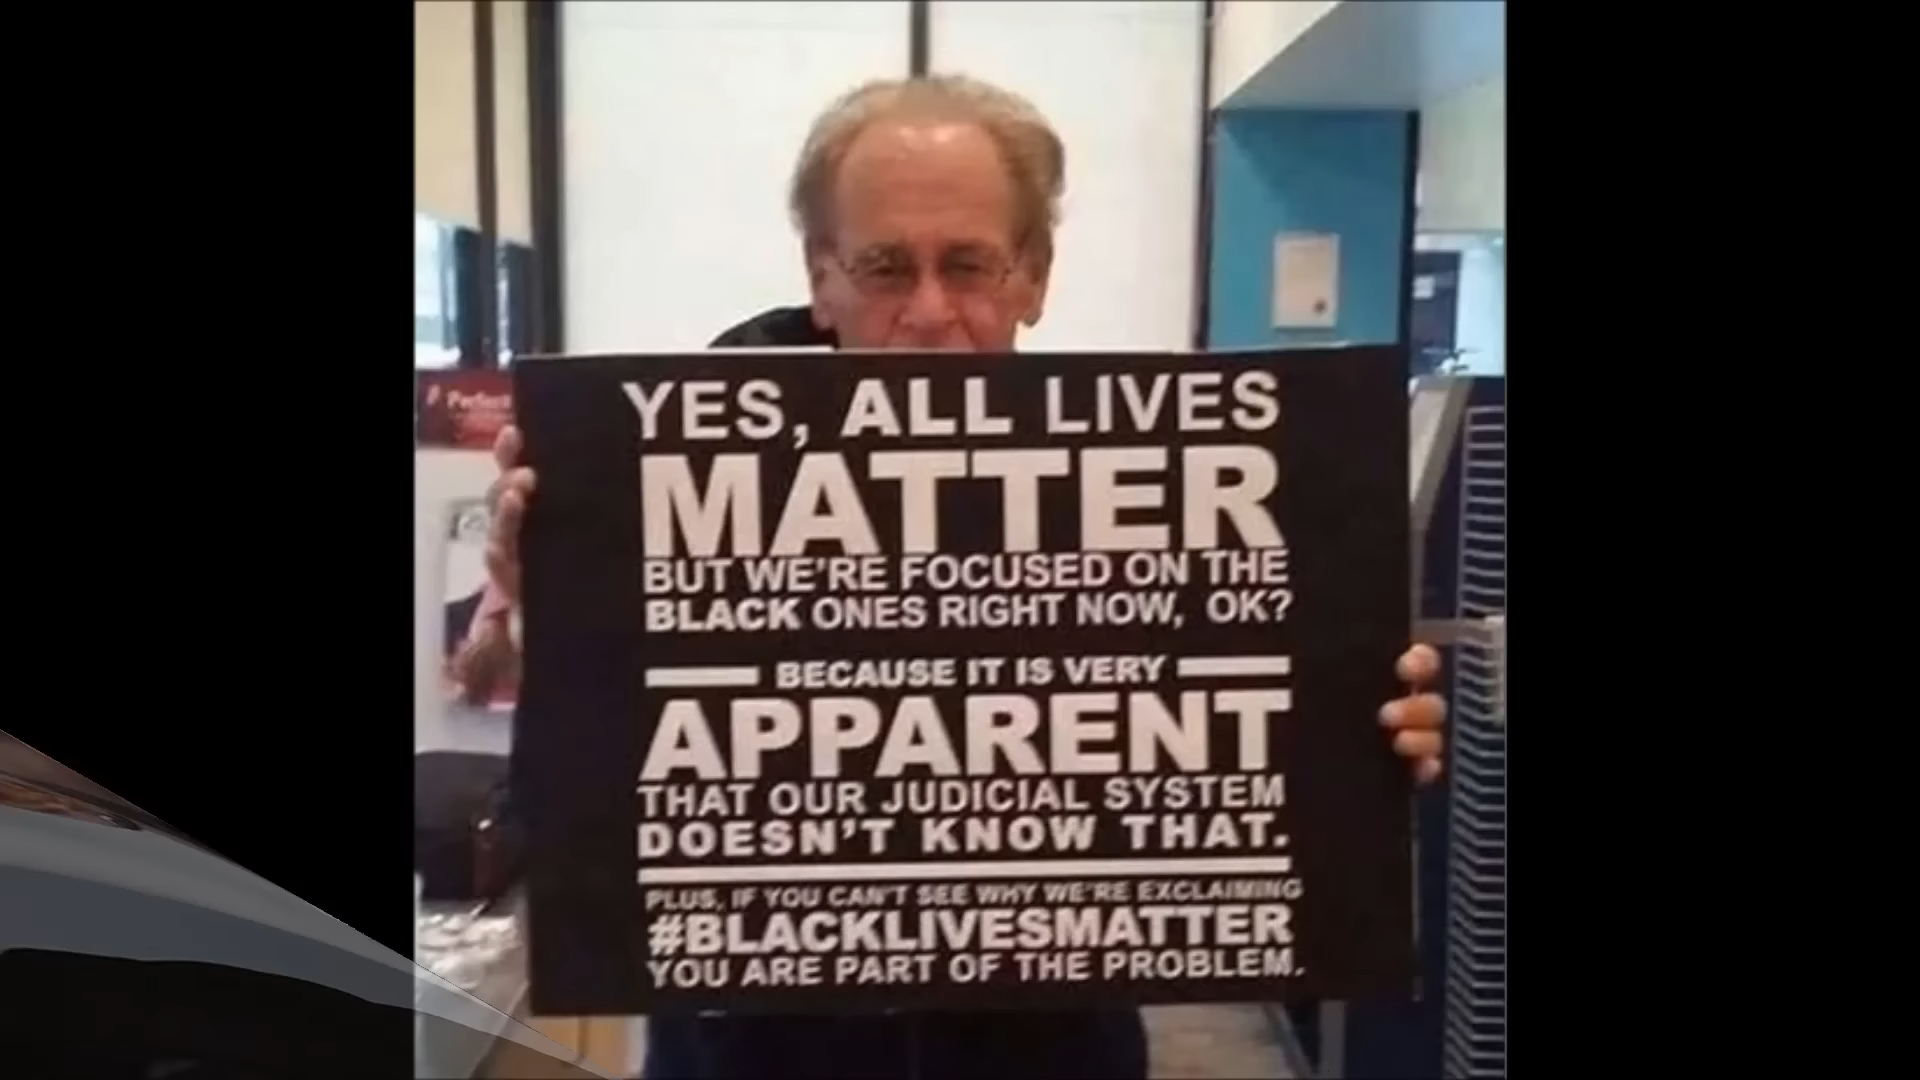 YES, ALL LIVES
MATTER
BUT WE'RE FOCUSED ON THE
BLACK ONES RIGHT NOW, OK?
BECAUSE IT IS VERY
APPARENT
THAT OUR JUDICIAL SYSTEM
DOESN'T KNOW THAT.
PLUS, IF YOU CAN'T SEE WHY WE'RE EXCLAIMING
#BLACKLIVESMATTER
YOU ARE PART OF THE PROBLEM.